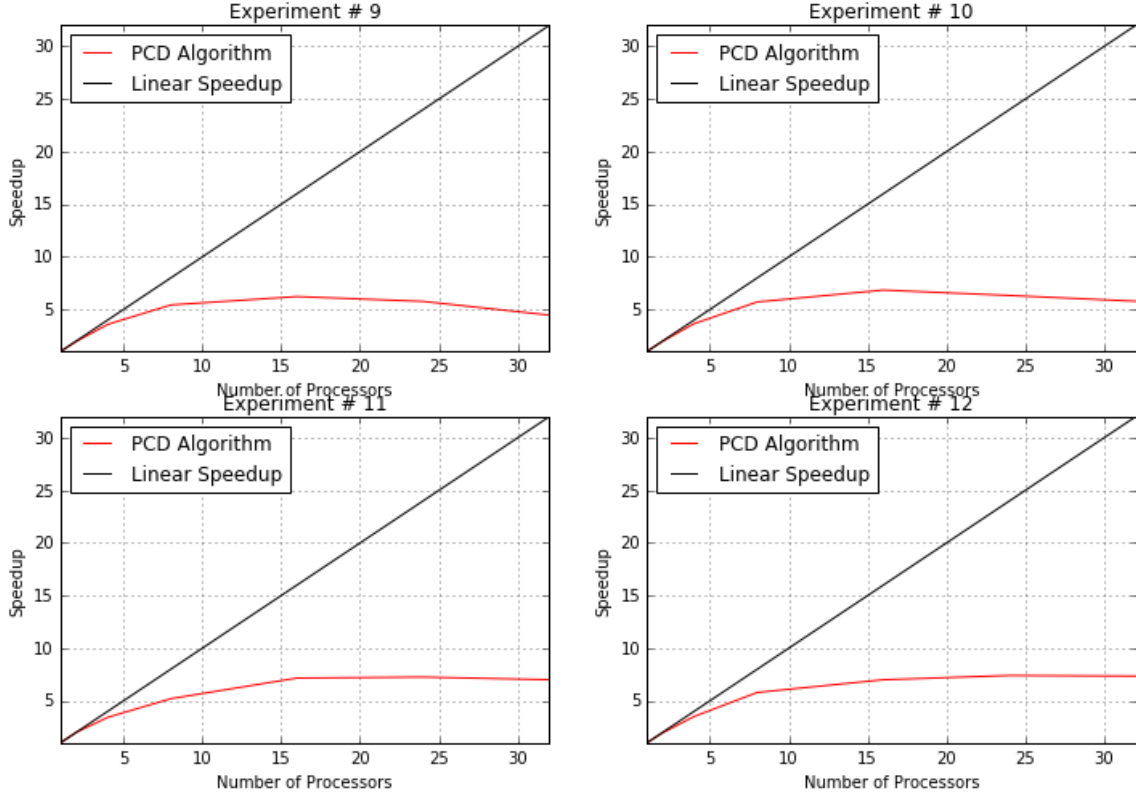 Experiment # 9
PCD Algorithm
Linear Speedup
30
25
20
15
10
5
Speedup
5 10 15 20 25 30
Number of Processors
Experiment # 10
PCD Algorithm
Linear Speedup
30
25
20
15
10
5
Speedup
5 10 15 20 25 30
Number of Processors
Experiment # 11
PCD Algorithm
Linear Speedup
30
25
20
15
10
5
Speedup
5 10 15 20 25 30
Number of Processors
Experiment # 12
PCD Algorithm
Linear Speedup
30
25
20
15
10
5
Speedup
5 10 15 20 25 30
Number of Processors